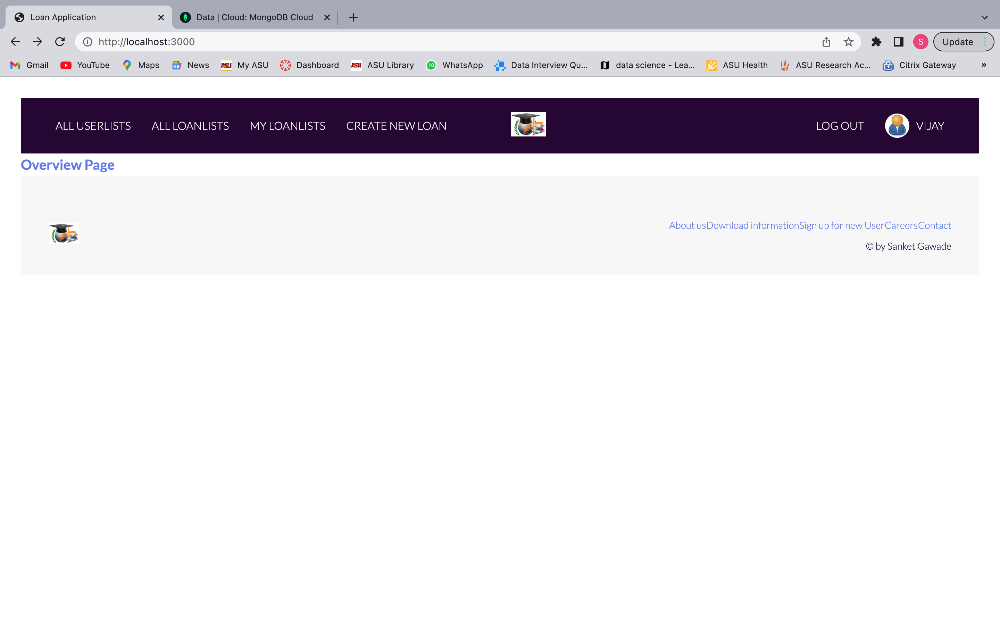 Loan Application Data | Cloud: MongoDB Cloud
http://localhost:3000 S Update
Gmail YouTube Maps News ASU My ASU Dashboard ASU ASU Library 10 WhatsApp Data Interview Qu... data science - Lea... ASU Health ASU Research Ac... Citrix Gateway »
ALL USERLISTS ALL LOANLISTS MY LOANLISTS CREATE NEW LOAN LOG OUT VIJAY
Overview Page
About usDownload informationSign up for new UserCareersContact
© by Sanket Gawade